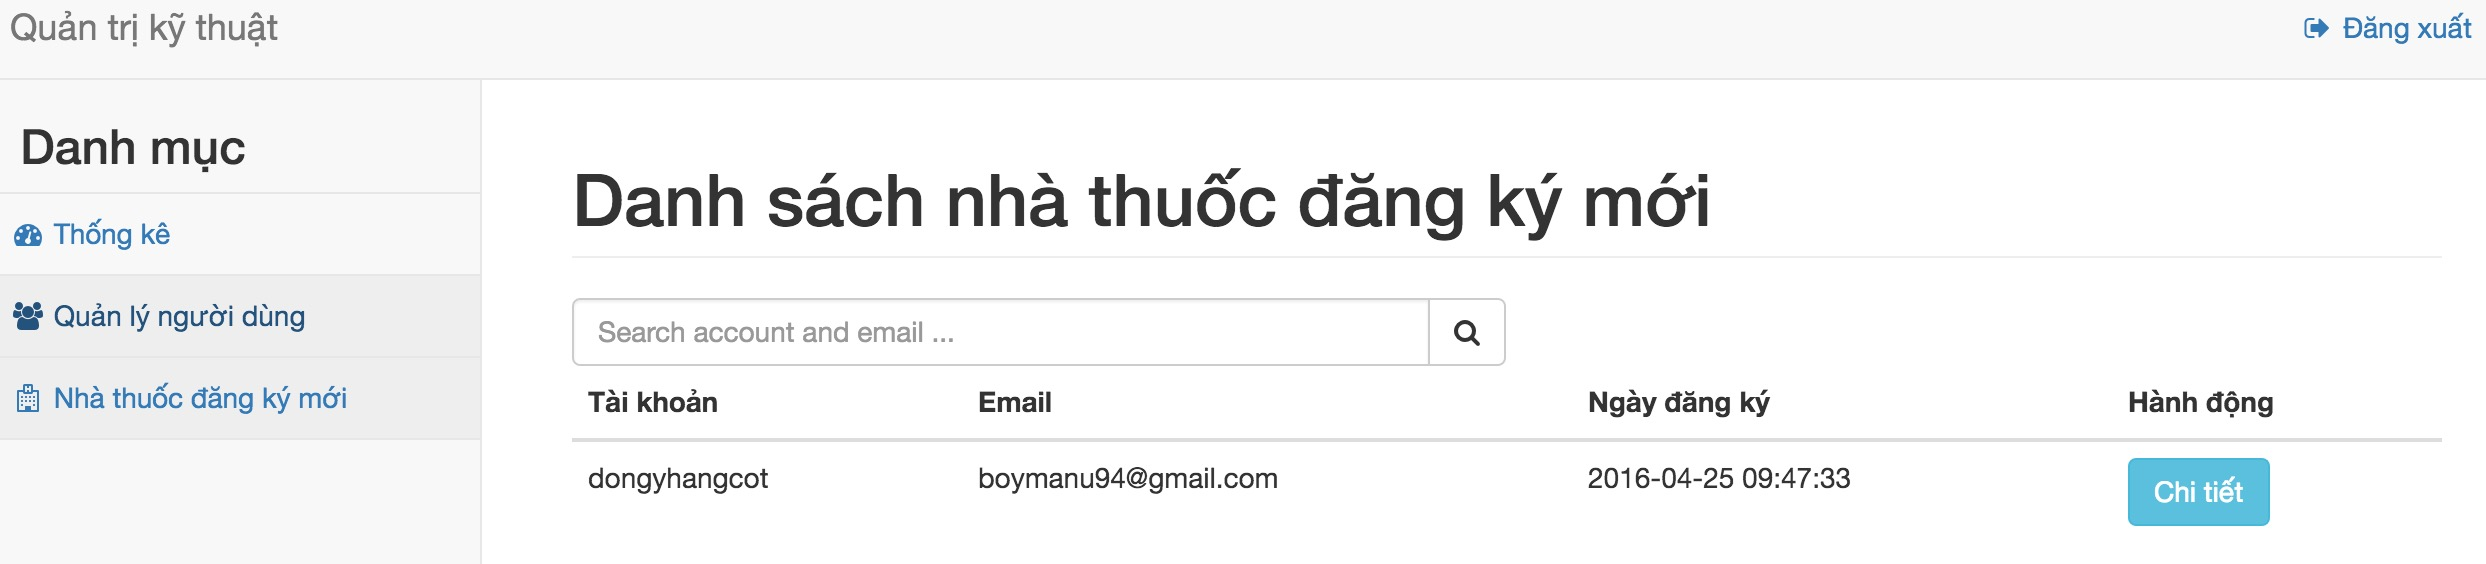 Quản trị kỹ thuật
Đăng xuất
Danh mục
Thống kê
Quản lý người dùng
Nhà thuốc đăng ký mới
Danh sách nhà thuốc đăng ký mới
Search account and email ...
Tài khoản Email Ngày đăng ký Hành động
dongyhangcot boymanu94@gmail.com 2016-04-25 09:47:33 Chi tiết